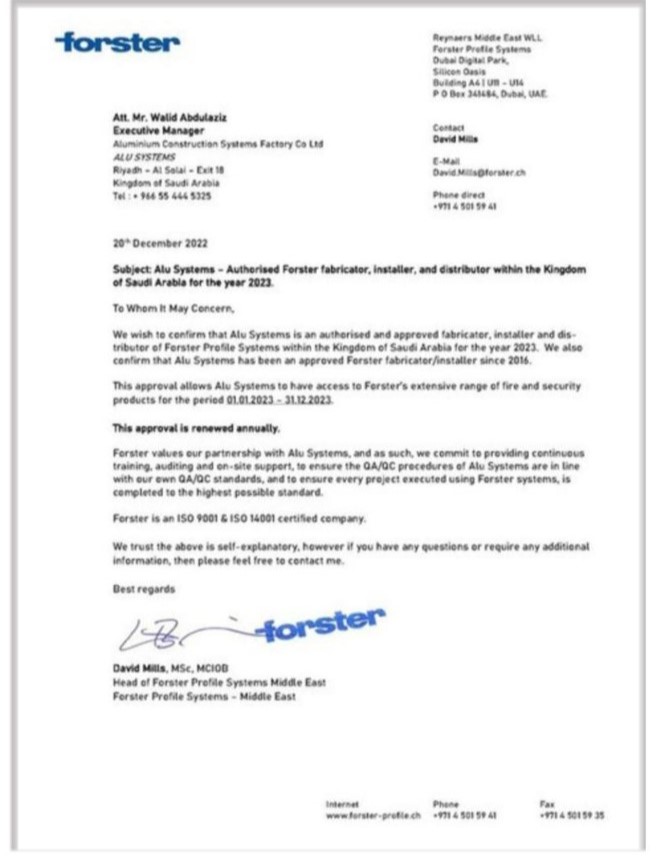 forster
Reynaers Middle East WLL
Forster Profile Systems
Dubai Digital Park,
Silicon Oasis
Building A4 | U11 - U14
P O Box 341484, Dubai, UAE.
Att. Mr. Walid Abdulaziz
Executive Manager
Aluminium Construction Systems Factory Co Ltd
ALU SYSTEMS
Riyadh - Al Solai - Exit 18
Kingdom of Saudi Arabia
Tel : + 966 55 444 5325
Contact
David Mills
E-Mail
David.Mills@forster.ch
Phone direct
+971 4 501 59 41
20th December 2022
Subject: Alu Systems – Authorised Forster fabricator, installer, and distributor within the Kingdom
of Saudi Arabia for the year 2023.
To Whom It May Concern,
We wish to confirm that Alu Systems is an authorised and approved fabricator, installer and dis-
tributor of Forster Profile Systems within the Kingdom of Saudi Arabia for the year 2023. We also
confirm that Alu Systems has been an approved Forster fabricator/installer since 2016.
This approval allows Alu Systems to have access to Forster's extensive range of fire and security
products for the period 01.01.2023 – 31.12.2023.
This approval is renewed annually.
Forster values our partnership with Alu Systems, and as such, we commit to providing continuous
training, auditing and on-site support, to ensure the QA/QC procedures of Alu Systems are in line
with our own QA/QC standards, and to ensure every project executed using Forster systems, is
completed to the highest possible standard.
Forster is an ISO 9001 & ISO 14001 certified company.
We trust the above is self-explanatory, however if you have any questions or require any additional
information, then please feel free to contact me.
Best regards
forster
David Mills, MSc, MCIOB
Head of Forster Profile Systems Middle East
Forster Profile Systems – Middle East
Internet
www.forster-profile.ch
Phone
+971 4 501 59 41
Fax
+971 4 501 59 35